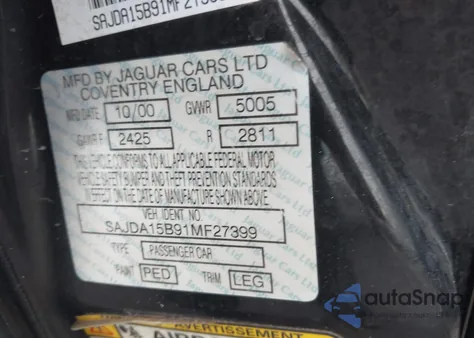 SAJDA15B91MF27399
MFD BY JAGUAR CARS LTD
COVENTRY ENGLAND
MFD DATE 10/00 GVWR 5005
GAWR F 2425 R 2811
THIS VEHICLE CONFORMS TO ALL APPLICABLE FEDERAL MOTOR
VEHICLE SAFETY BUMPER AND THEFT PREVENTION STANDARDS
IN EFFECT ON THE DATE OF MANUFACTURE SHOWN ABOVE.
VEH. IDENT NO.
SAJDA15B91MF27399
TYPE PASSENGER CAR
PAINT PED TRIM LEG
AVERTISSEMENT
autoSnap